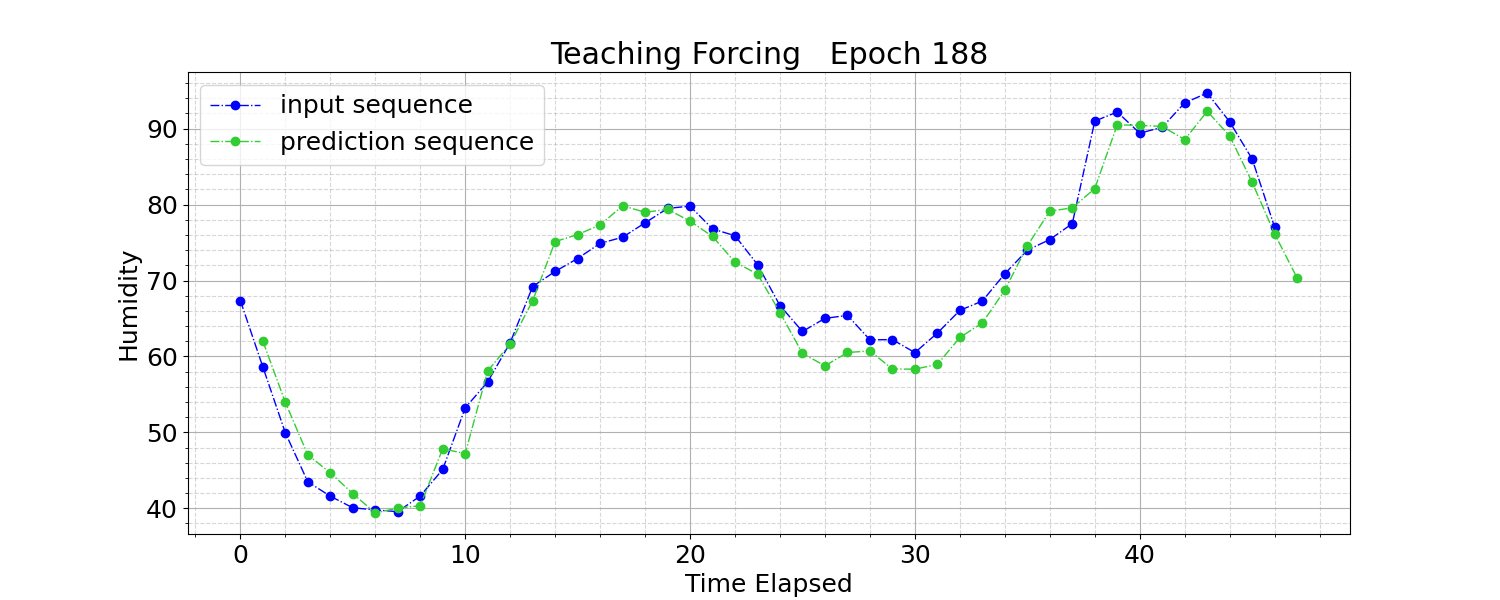 Teaching Forcing   Epoch 188
input sequence
prediction sequence
Humidity
90
80
70
60
50
40
0 10 20 30 40
Time Elapsed